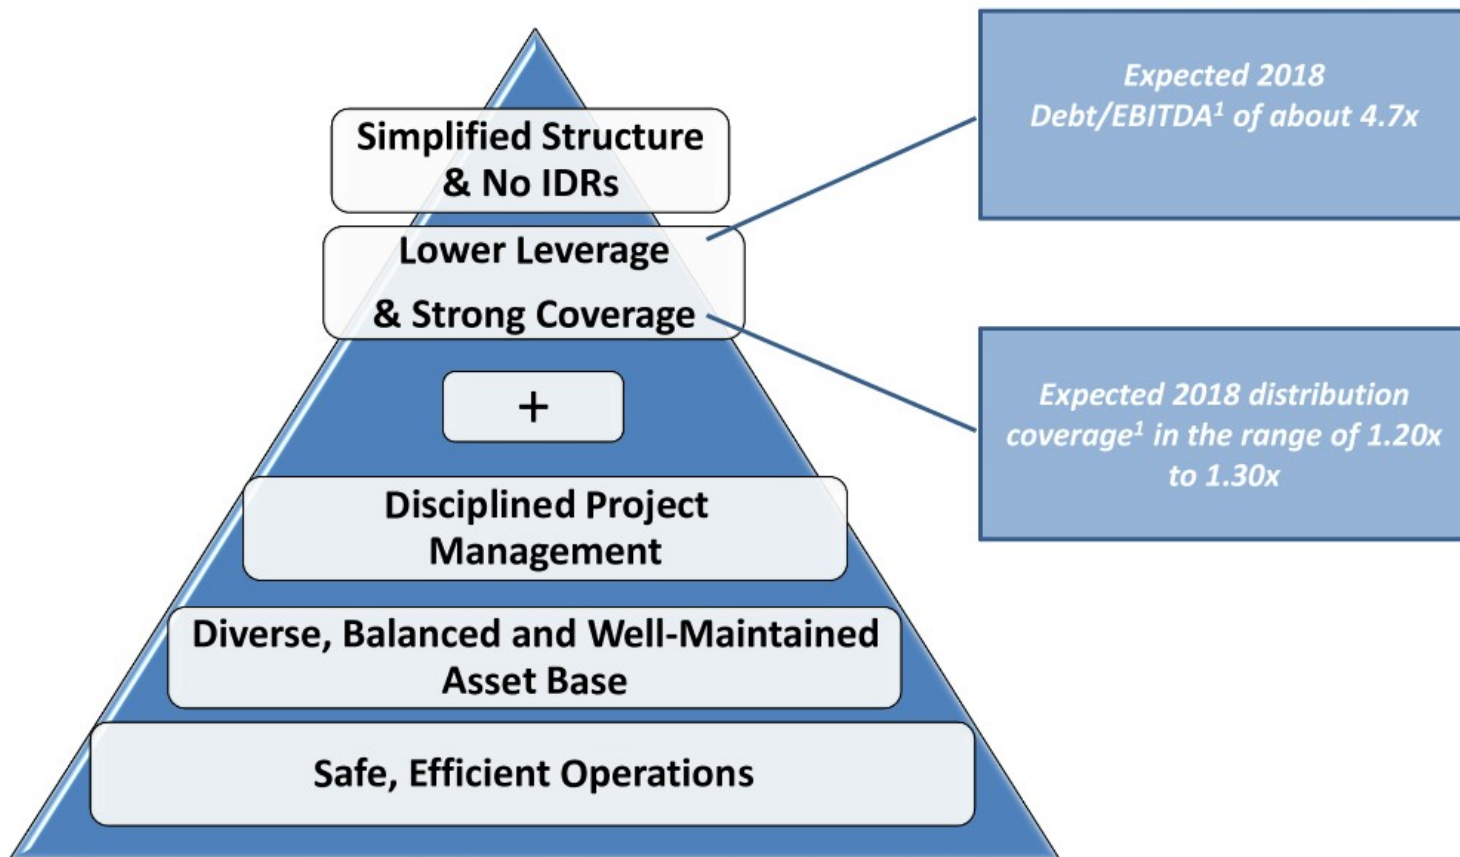 Simplified Structure
& No IDRs
Lower Leverage
& Strong Coverage
+
Disciplined Project
Management
Diverse, Balanced and Well-Maintained
Asset Base
Safe, Efficient Operations
Expected 2018
Debt/EBITDA¹ of about 4.7x
Expected 2018 distribution
coverage¹ in the range of 1.20x
to 1.30x